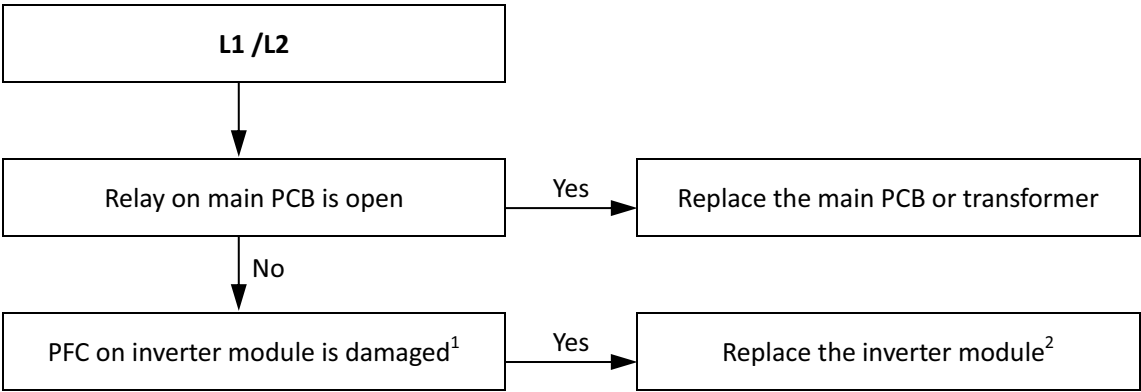 L1 /L2
Relay on main PCB is open
Yes
Replace the main PCB or transformer
No
PFC on inverter module is damaged¹
Yes
Replace the inverter module²